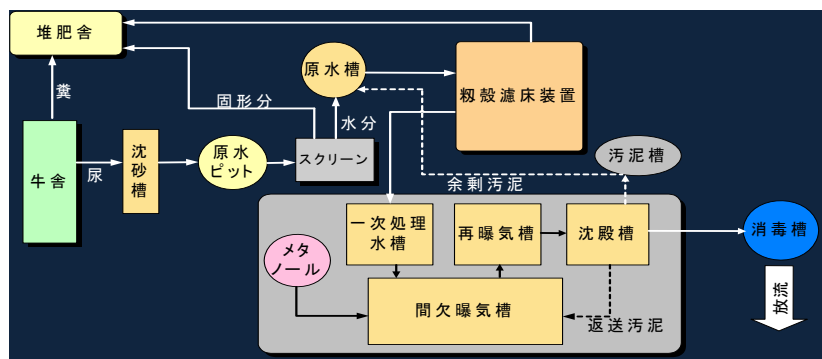 堆肥舎
糞
牛舎
尿
沈
砂
槽
原水
ピット
固形分
スクリーン
水分
原水槽
籾殻濾床装置
余剰汚泥
汚泥槽
一次処理
水槽
再曝気槽
沈殿槽
消毒槽
メタ
ノール
間欠曝気槽
返送汚泥
放流